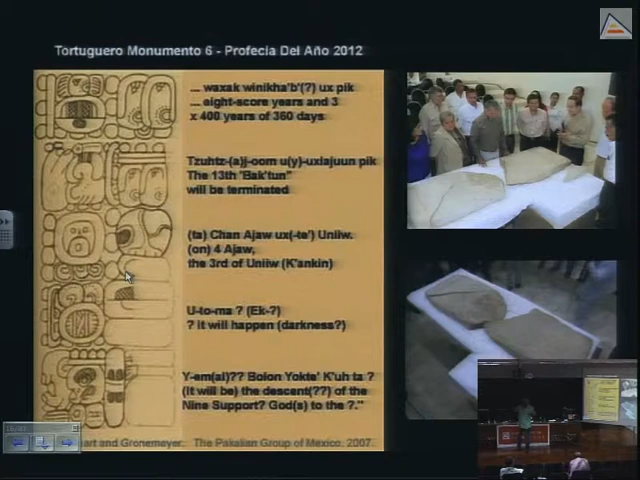 Tortuguero Monumento 6 - Profecia Del Año 2012
... waxak winikha'b'(?) ux pik
... eight-score years and 3
x 400 years of 360 days
Tzuhtz-(a)j-oom u(y)-uxlajuun pik
The 13th 'Bak'tun"
will be terminated
(ta) Chan Ajaw ux(-te') Uniiw.
(on) 4 Ajaw,
the 3rd of Uniiw (K'ankin)
U-to-ma ? (Ek-?)
? it will happen (darkness?)
Y-em(al)?? Bolon Yokte' K'uh ta ?
(it will be) the descent(??) of the
Nine Support? God(s) to the ?."
and Gronemeyer. The Pakalian Group of Mexico, 2007.